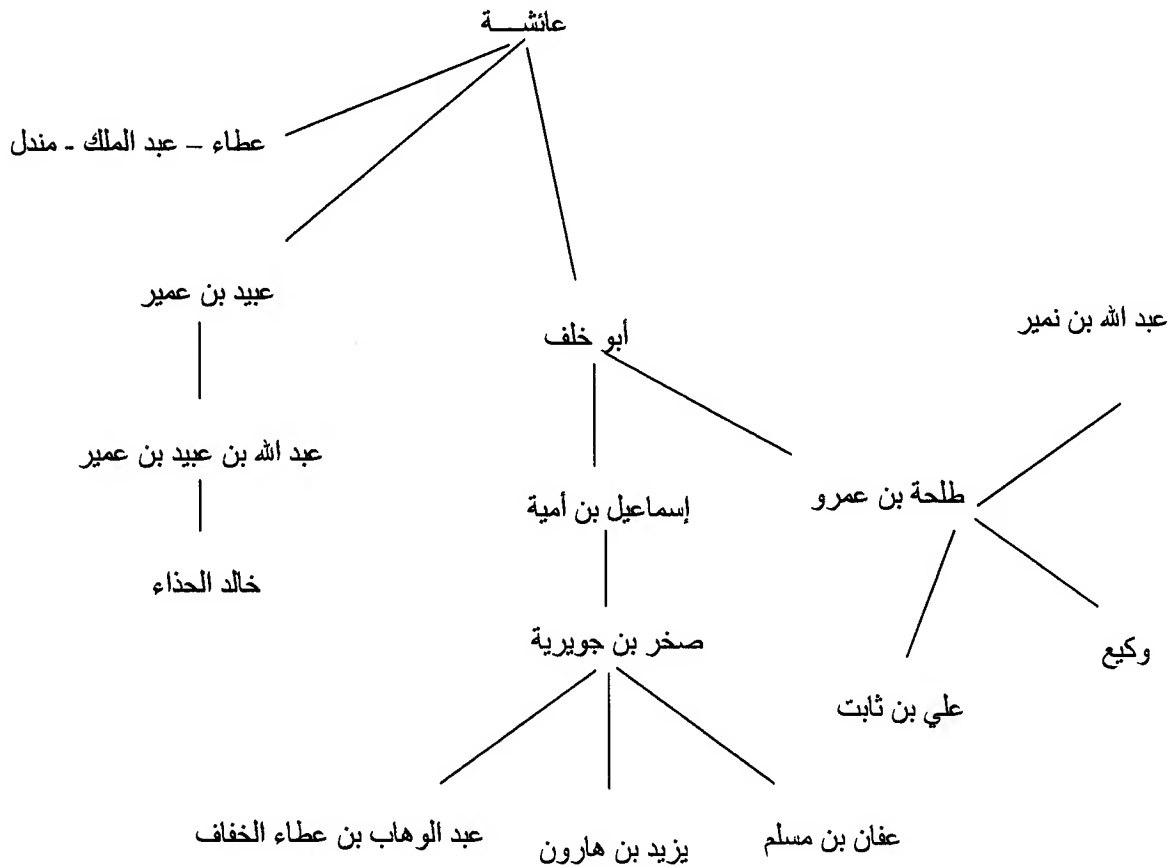 عائشـــة
عطاء – عبد الملك - مندل
عبيد بن عمير
عبد الله بن نمير
أبو خلف
عبد الله بن عبيد بن عمير
طلحة بن عمرو
إسماعيل بن أمية
خالد الحذاء
صخر بن جويرية
وكيع
علي بن ثابت
عفان بن مسلم
يزيد بن هارون
عبد الوهاب بن عطاء الخفاف